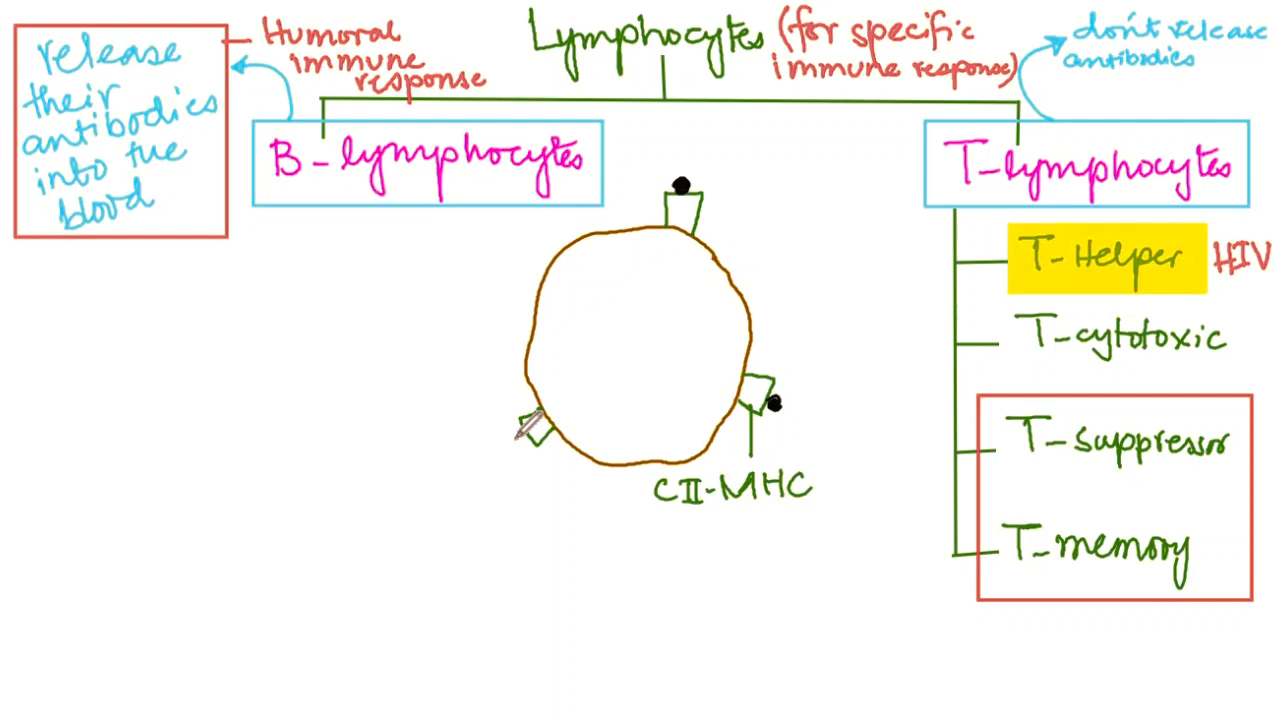 Lymphocytes (for specific
immune response)
Humoral
immune
response
release
their
antibodies
into the
blood
don't release
antibodies
B-lymphocytes
T-lymphocytes
T-Helper HIV
T-cytotoxic
T-suppressor
T-memory
CII-MHC